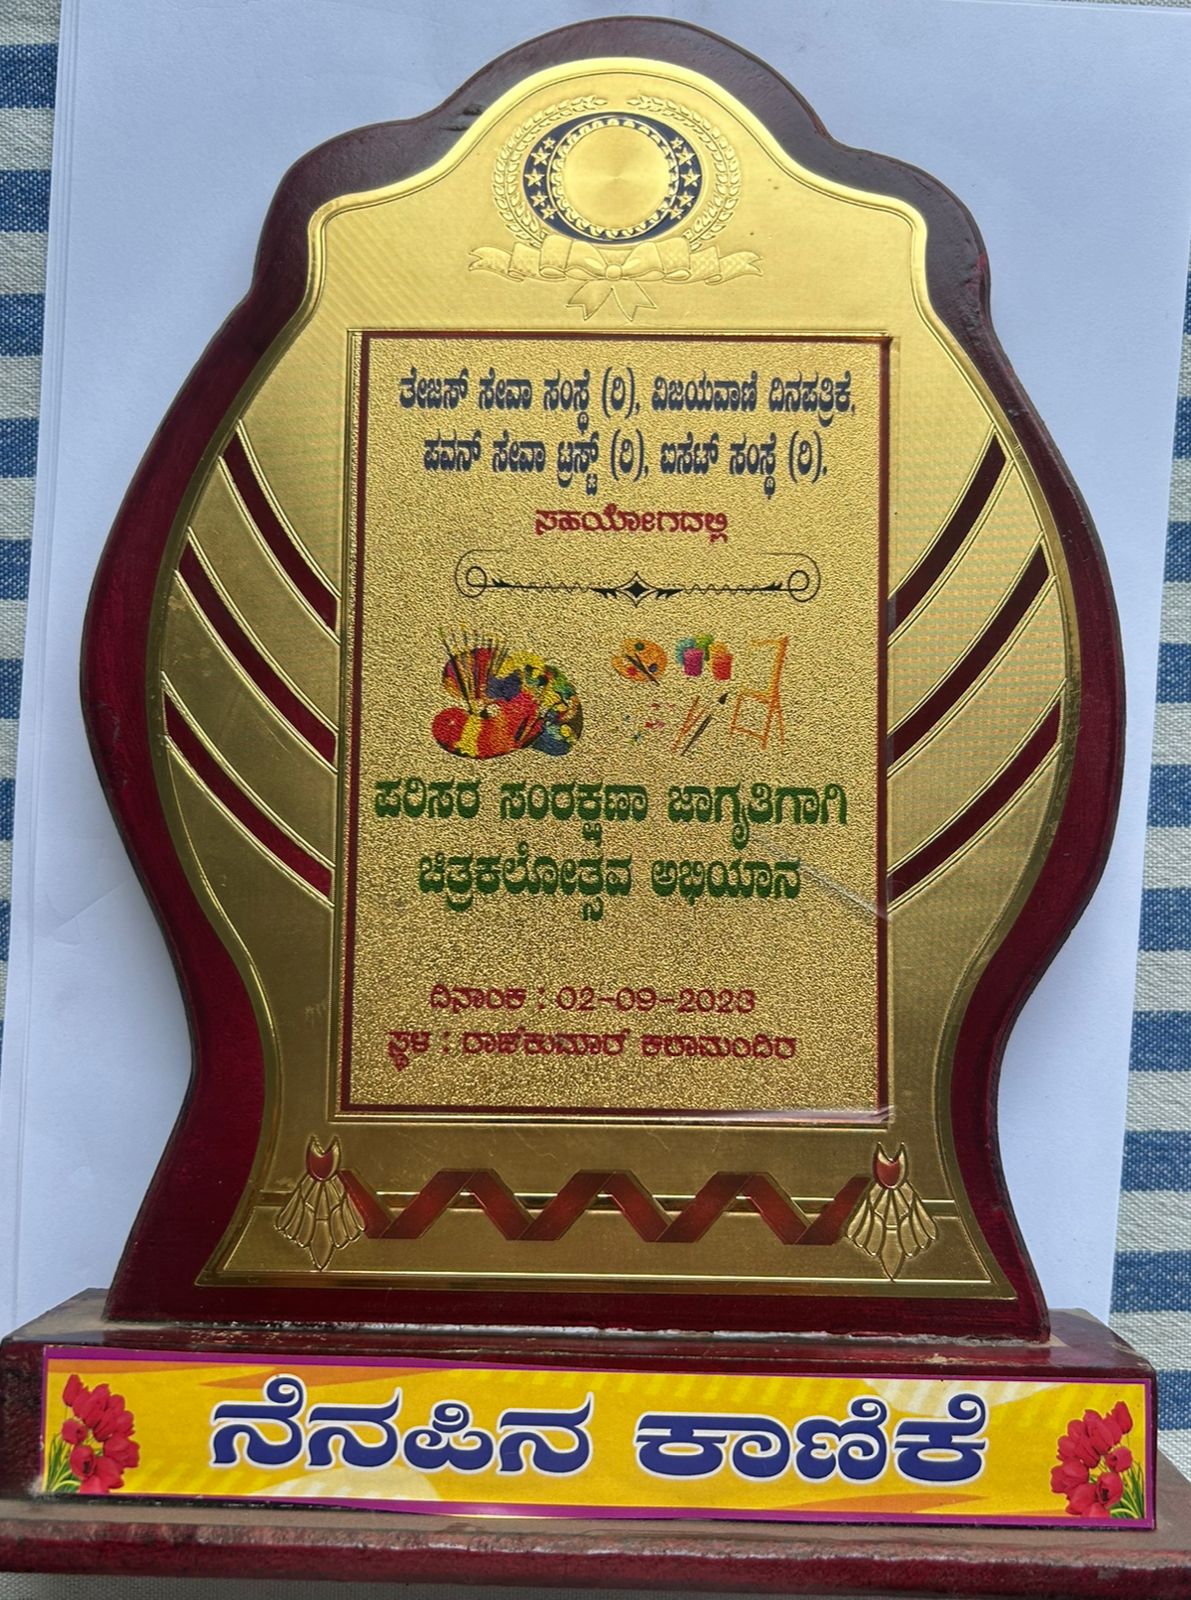 ತೇಜಸ್ ಸೇವಾ ಸಂಸ್ಥೆ (ರಿ), ವಿಜಯವಾಣಿ ದಿನಪತ್ರಿಕೆ,
ಪವನ್ ಸೇವಾ ಟ್ರಸ್ಟ್ (ರಿ), ಐಸೆಟ್ ಸಂಸ್ಥೆ (ರಿ).
ಸಹಯೋಗದಲ್ಲಿ
ಪರಿಸರ ಸಂರಕ್ಷಣಾ ಜಾಗೃತಿಗಾಗಿ
ಚಿತ್ರಕಲೋತ್ಸವ ಅಭಿಯಾನ
ದಿನಾಂಕ : 02-09-2023
ಸ್ಥಳ : ರಾಜ್‌ಕುಮಾರ್ ಕಲಾಮಂದಿರ
ನೆನಪಿನ ಕಾಣಿಕೆ